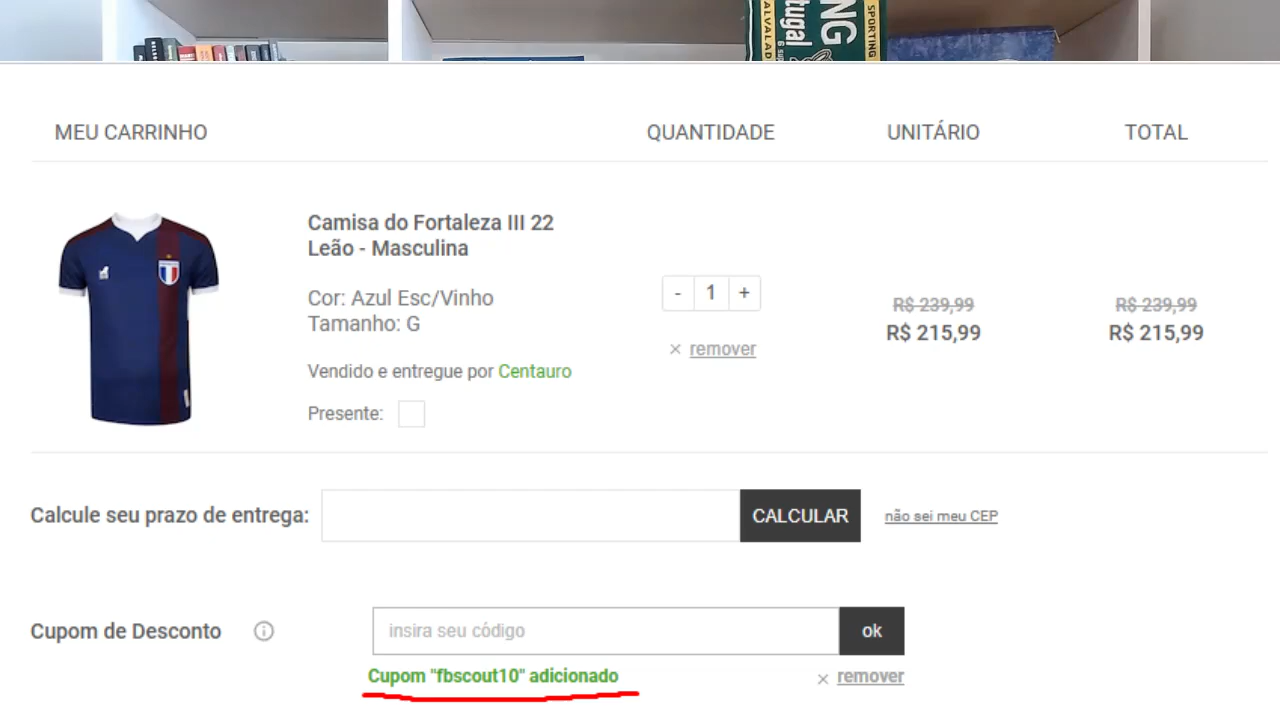 SPORTING
ALVALAD
tugal
NG
MEU CARRINHO QUANTIDADE UNITÁRIO TOTAL
Camisa do Fortaleza III 22
Leão - Masculina
Cor: Azul Esc/Vinho
Tamanho: G
- 1 +
× remover
R$ 239,99 R$ 239,99
R$ 215,99 R$ 215,99
Vendido e entregue por Centauro
Presente:
Calcule seu prazo de entrega: CALCULAR não sei meu CEP
Cupom de Desconto insira seu código ok
Cupom "fbscout10" adicionado × remover